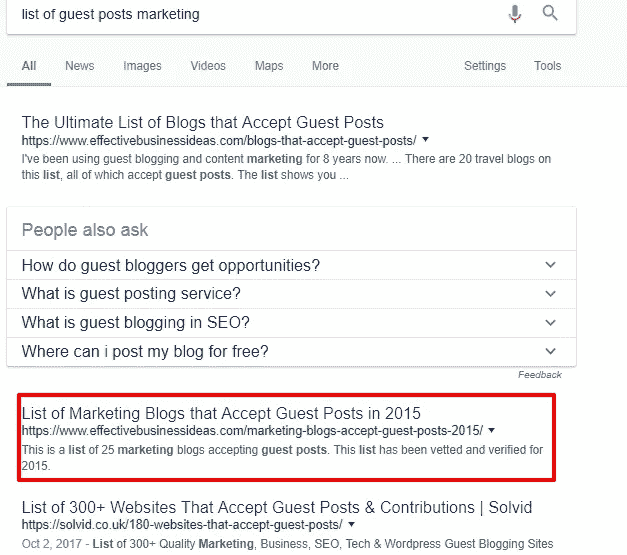 list of guest posts marketing
All News Images Videos Maps More Settings Tools
The Ultimate List of Blogs that Accept Guest Posts
https://www.effectivebusinessideas.com/blogs-that-accept-guest-posts/
I've been using guest blogging and content marketing for 8 years now. ... There are 20 travel blogs on
this list, all of which accept guest posts. The list shows you ...
People also ask
How do guest bloggers get opportunities?
What is guest posting service?
What is guest blogging in SEO?
Where can i post my blog for free?
Feedback
List of Marketing Blogs that Accept Guest Posts in 2015
https://www.effectivebusinessideas.com/marketing-blogs-accept-guest-posts-2015/
This is a list of 25 marketing blogs accepting guest posts. This list has been vetted and verified for
2015.
List of 300+ Websites That Accept Guest Posts & Contributions | Solvid
https://solvid.co.uk/180-websites-that-accept-guest-posts/
Oct 2, 2017 - List of 300+ Quality Marketing, Business, SEO, Tech & Wordpress Guest Blogging Sites